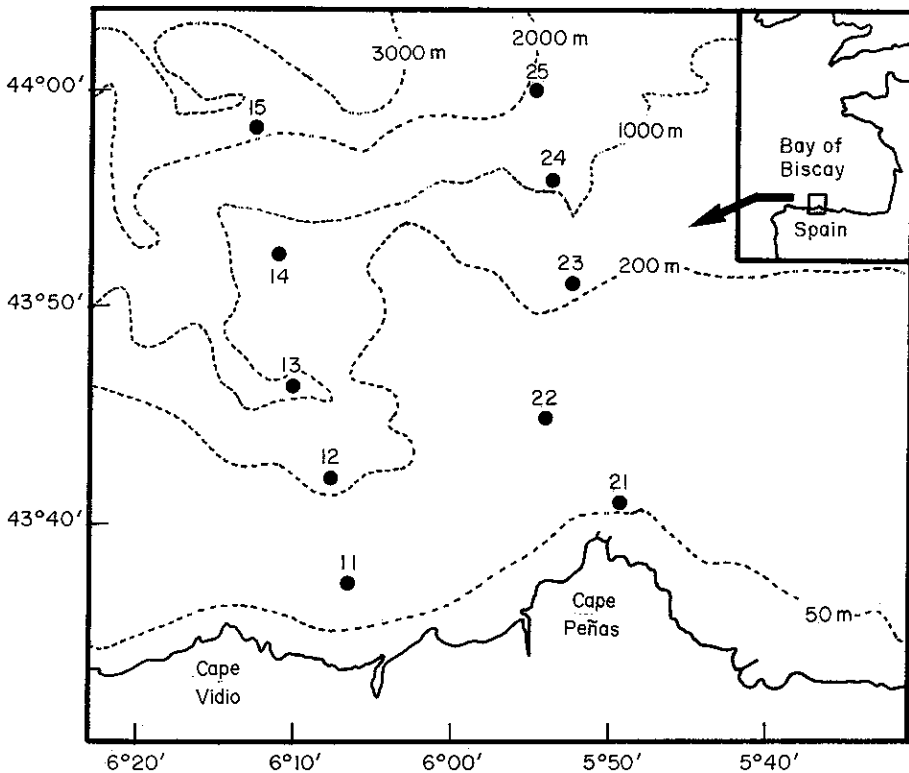 3000 m
2000 m
25
44°00′
15
1000 m
24
Bay of
Biscay
Spain
14
23
200 m
43°50′
13
22
12
21
43°40′
11
Cape
Peñas
50 m
Cape
Vidio
6°20′
6°10′
6°00′
5°50′
5°40′